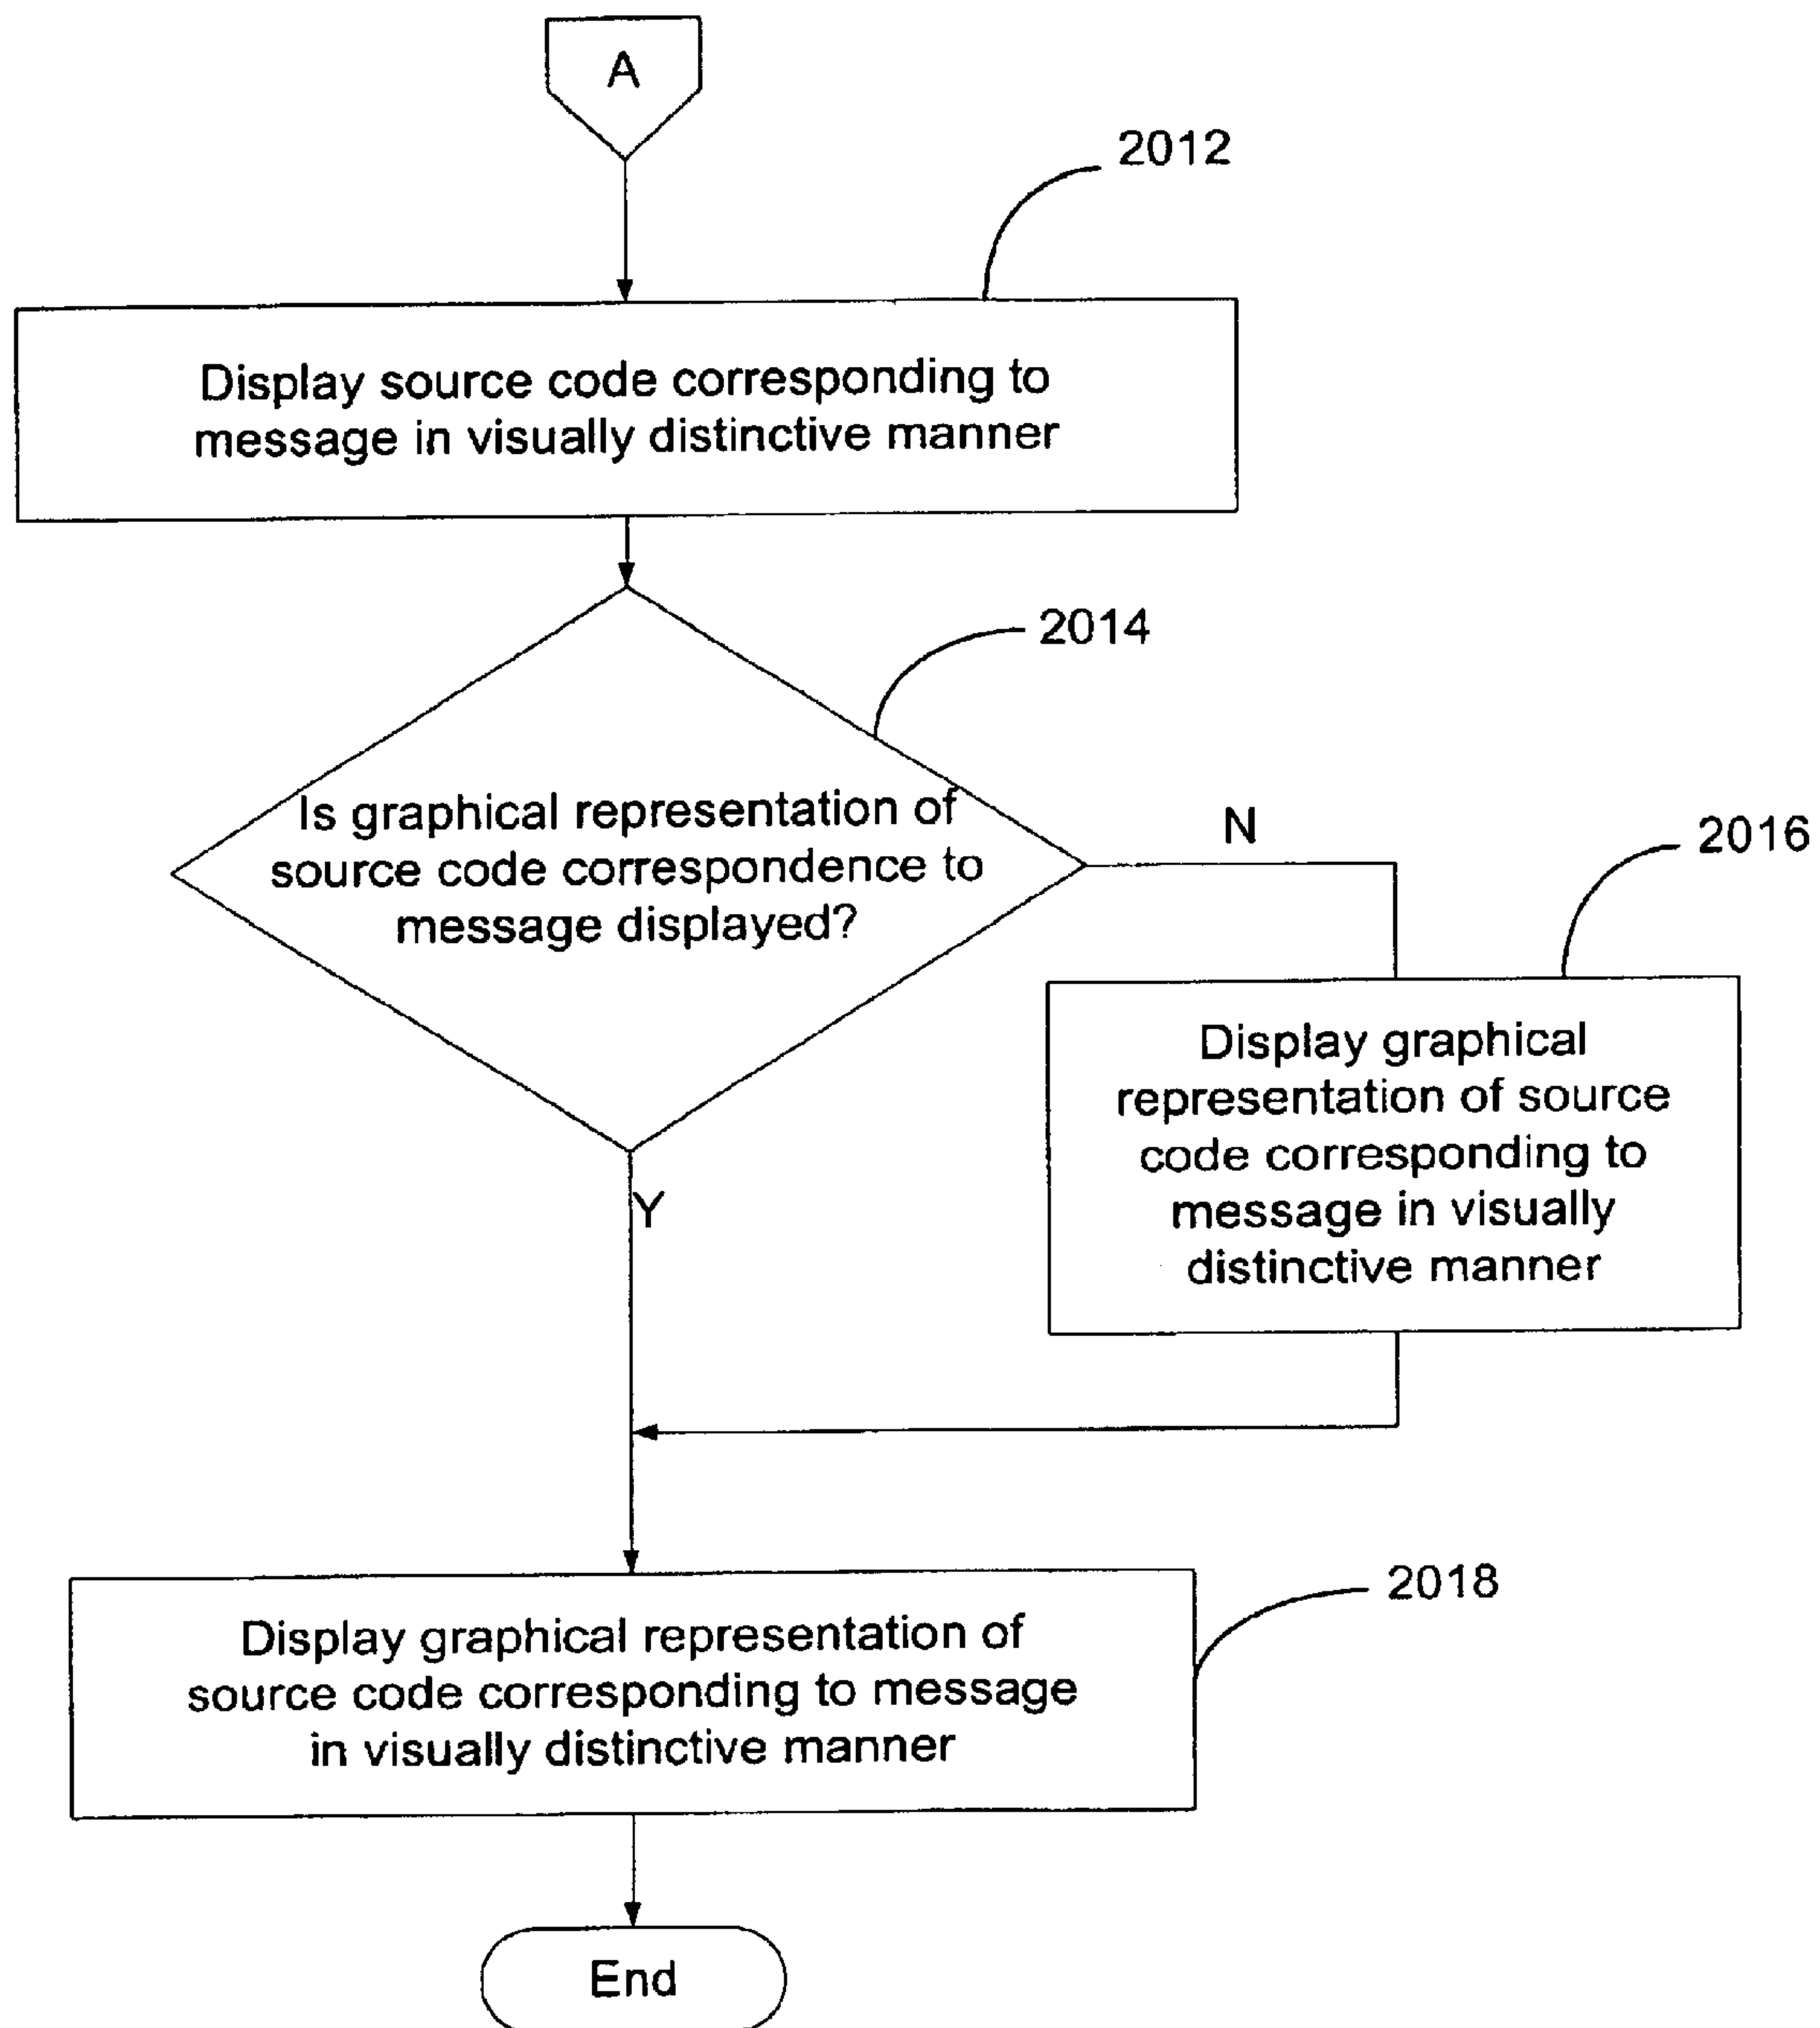 A
2012
Display source code corresponding to
message in visually distinctive manner
2014
Is graphical representation of
source code correspondence to
message displayed?
N
2016
Display graphical
representation of source
code corresponding to
message in visually
distinctive manner
Y
2018
Display graphical representation of
source code corresponding to message
in visually distinctive manner
End